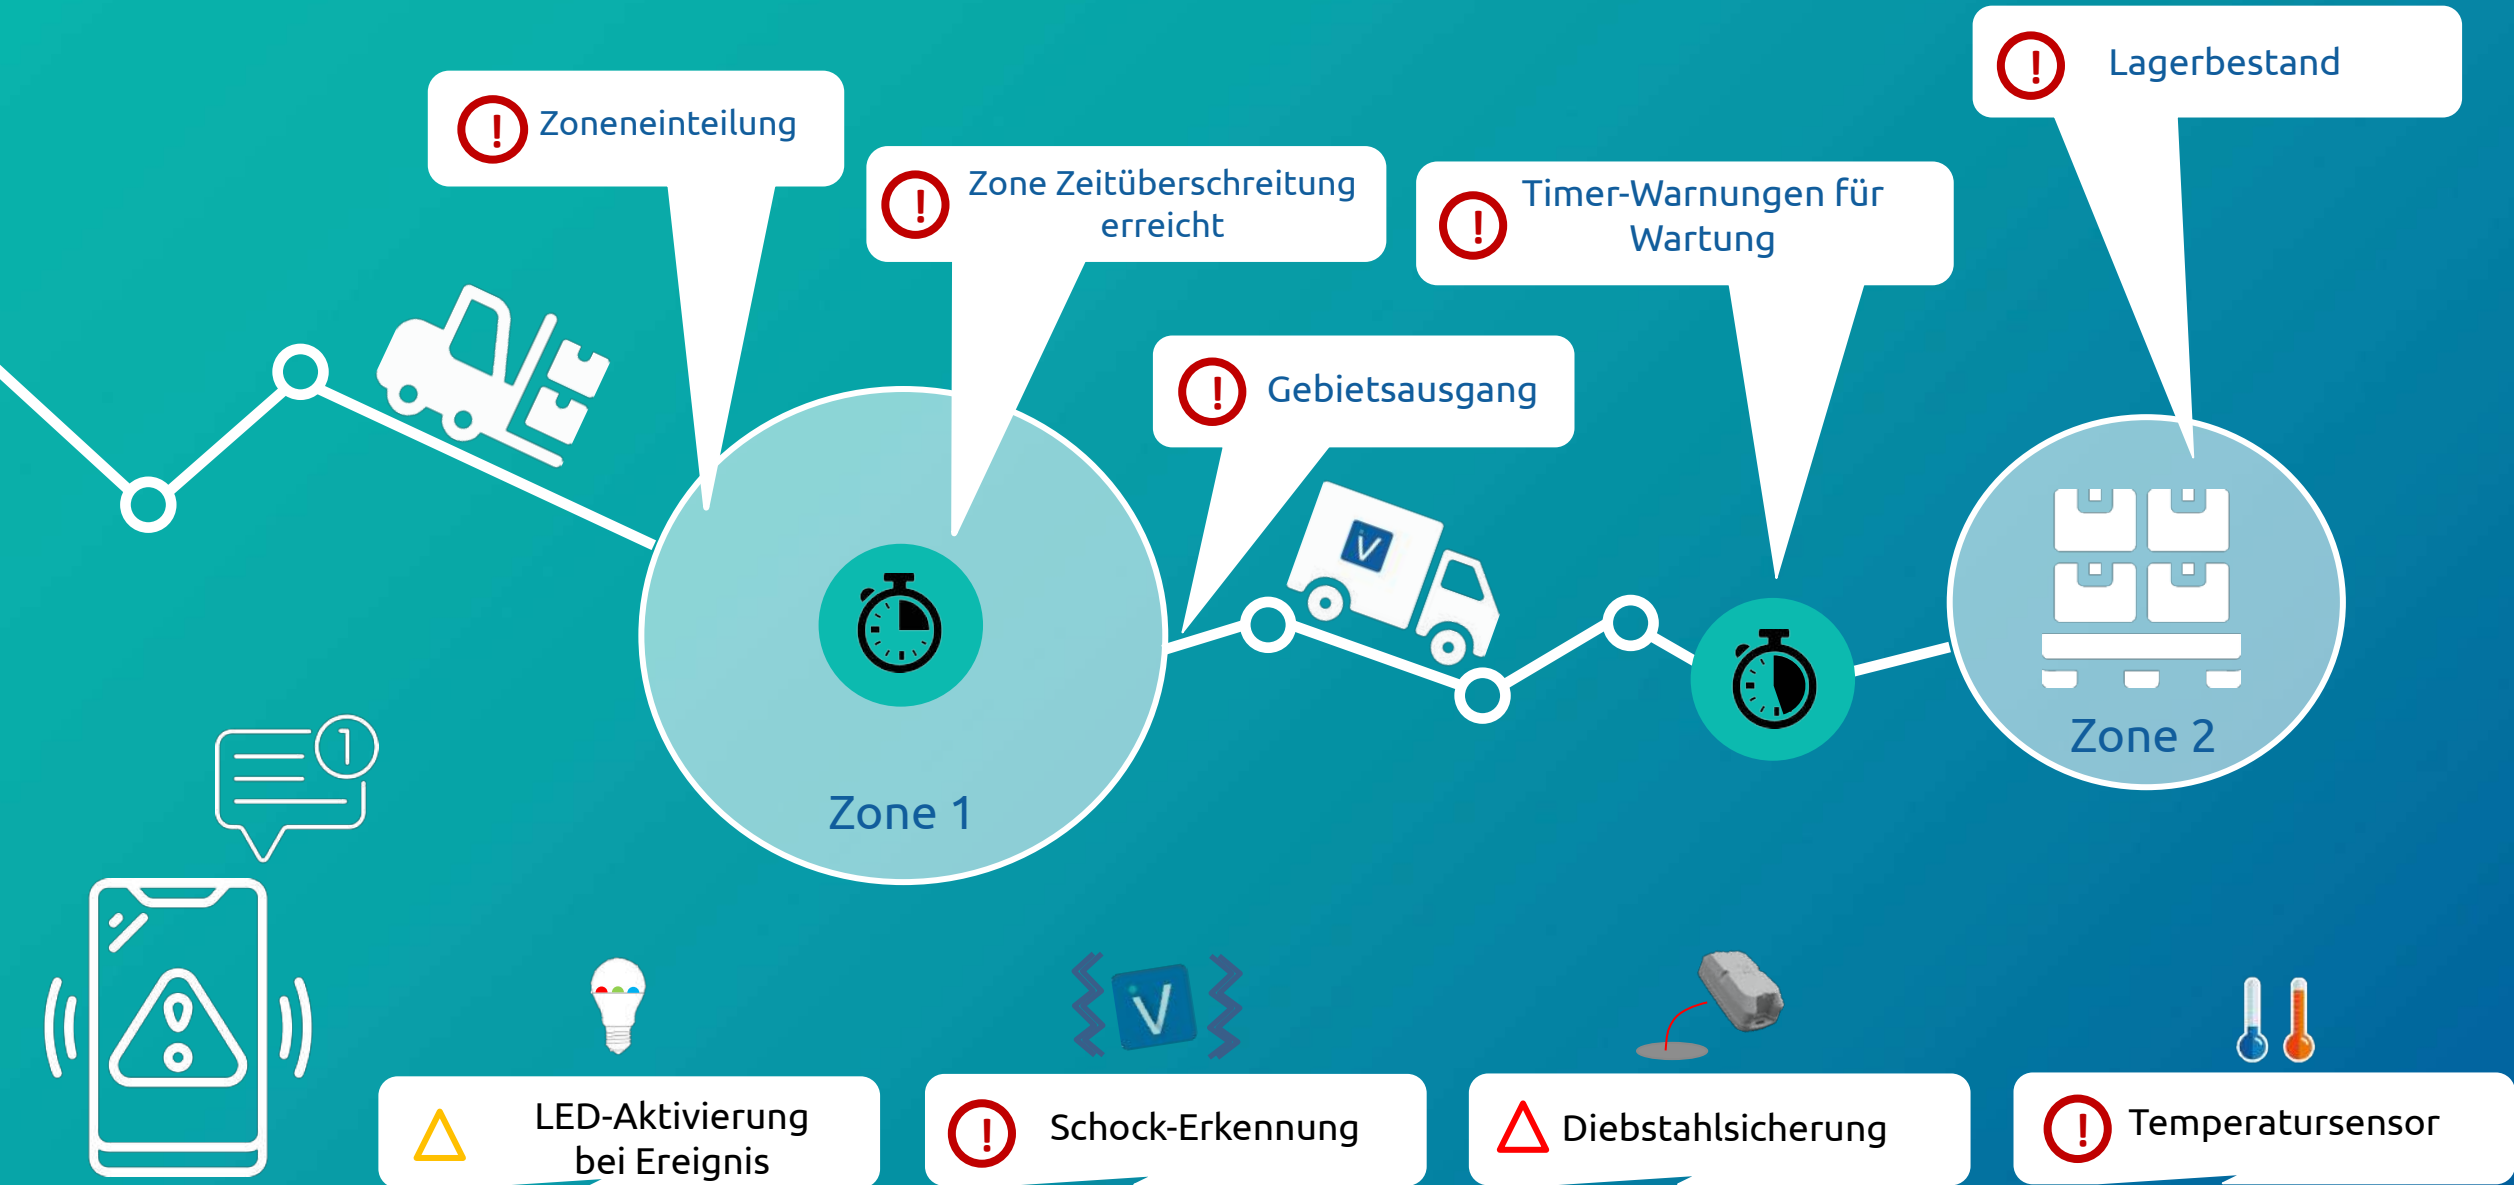 Lagerbestand
Zoneneinteilung
Zone Zeitüberschreitung
erreicht
Timer-Warnungen für
Wartung
Gebietsausgang
Zone 1
Zone 2
1
LED-Aktivierung
bei Ereignis
Schock-Erkennung
Diebstahlsicherung
Temperatursensor